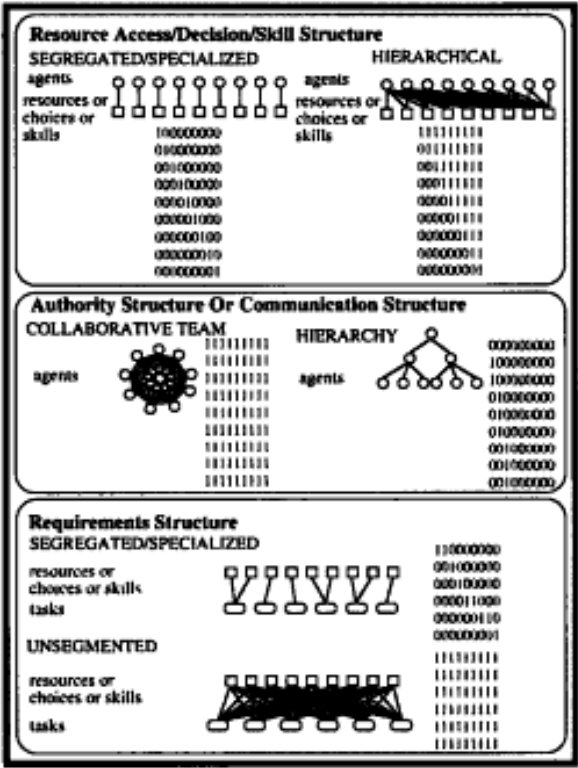 Resource Access/Decision/Skill Structure
SEGREGATED/SPECIALIZED
agents
resources or
choices or
skills
100000000
010000000
001000000
000100000
000010000
000001000
000000100
000000010
000000001
HIERARCHICAL
agents
resources or
choices or
skills
111111111
011111111
001111111
000111111
000011111
000001111
000000111
000000011
000000001
Authority Structure Or Communication Structure
COLLABORATIVE TEAM
agents
111111111
111111111
111111111
111111111
111111111
111111111
111111111
111111111
111111111
HIERARCHY
agents
000000000
100000000
100000000
010000000
010000000
010000000
001000000
001000000
001000000
Requirements Structure
SEGREGATED/SPECIALIZED
resources or
choices or skills
tasks
110000000
001000000
000100000
000011000
000000110
000000001
UNSEGMENTED
resources or
choices or skills
tasks
111111111
111111111
111111111
111111111
111111111
111111111